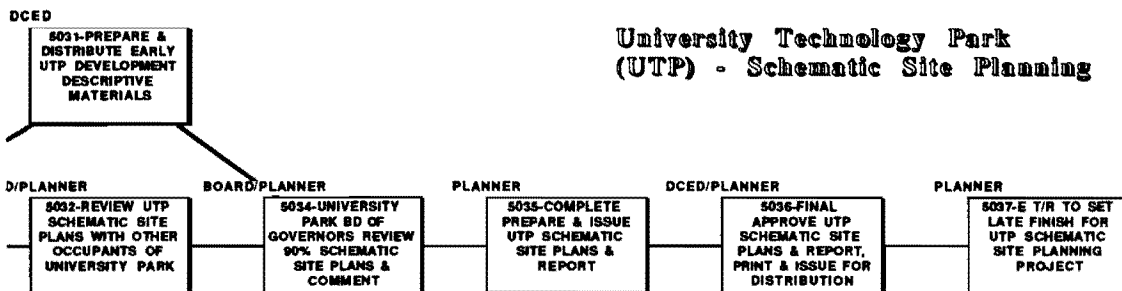 DCED
5031-PREPARE &
DISTRIBUTE EARLY
UTP DEVELOPMENT
DESCRIPTIVE
MATERIALS
University Technology Park
(UTP) - Schematic Site Planning
D/PLANNER
5032-REVIEW UTP
SCHEMATIC SITE
PLANS WITH OTHER
OCCUPANTS OF
UNIVERSITY PARK
BOARD/PLANNER
5034-UNIVERSITY
PARK BD OF
GOVERNORS REVIEW
90% SCHEMATIC
SITE PLANS &
COMMENT
PLANNER
5035-COMPLETE
PREPARE & ISSUE
UTP SCHEMATIC
SITE PLANS &
REPORT
DCED/PLANNER
5036-FINAL
APPROVE UTP
SCHEMATIC SITE
PLANS & REPORT,
PRINT & ISSUE FOR
DISTRIBUTION
PLANNER
5037-E T/R TO SET
LATE FINISH FOR
UTP SCHEMATIC
SITE PLANNING
PROJECT